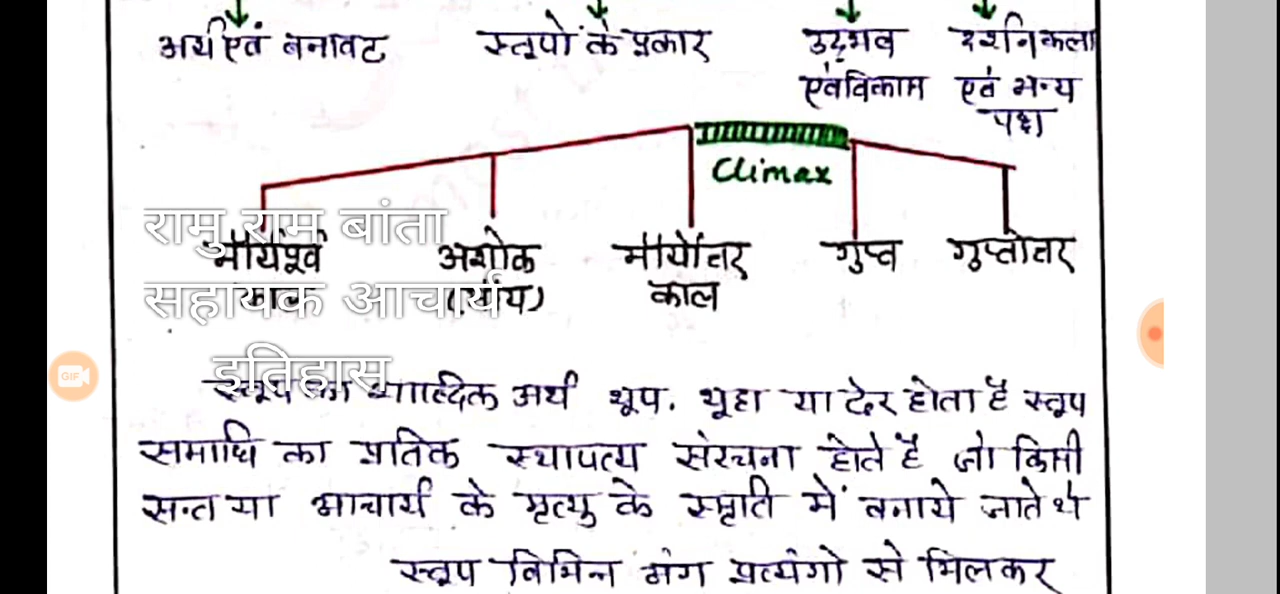 अर्थ एवं बनावट
स्तूपों के प्रकार
उद्भव
एवं विकास
दर्शनिकला
एवं अन्य
पक्ष
Climax
मौर्यपूर्व
काल
अशोक
(मौर्य)
मौर्योत्तर
काल
गुप्त
गुप्तोत्तर
रामु राम बांता
सहायक आचार्य
इतिहास
स्तूप का शाब्दिक अर्थ थूप, थूहा या ढेर होता है स्तूप
समाधि का प्रतिक स्थापत्य संरचना होते है जो किसी
सन्त या आचार्य के मृत्यु के स्मृति में बनाये जाते थे
स्तूप विभिन्न अंग प्रत्यंगो से मिलकर